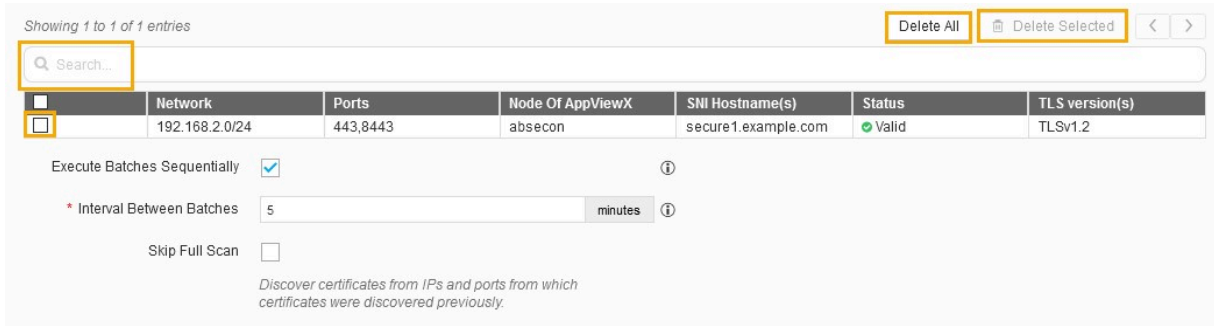 Showing 1 to 1 of 1 entries Delete All Delete Selected < >
Search...
Network Ports Node Of AppViewX SNI Hostname(s) Status TLS version(s)
192.168.2.0/24 443,8443 absecon secure1.example.com Valid TLSv1.2
Execute Batches Sequentially
* Interval Between Batches 5 minutes
Skip Full Scan
Discover certificates from IPs and ports from which
certificates were discovered previously.